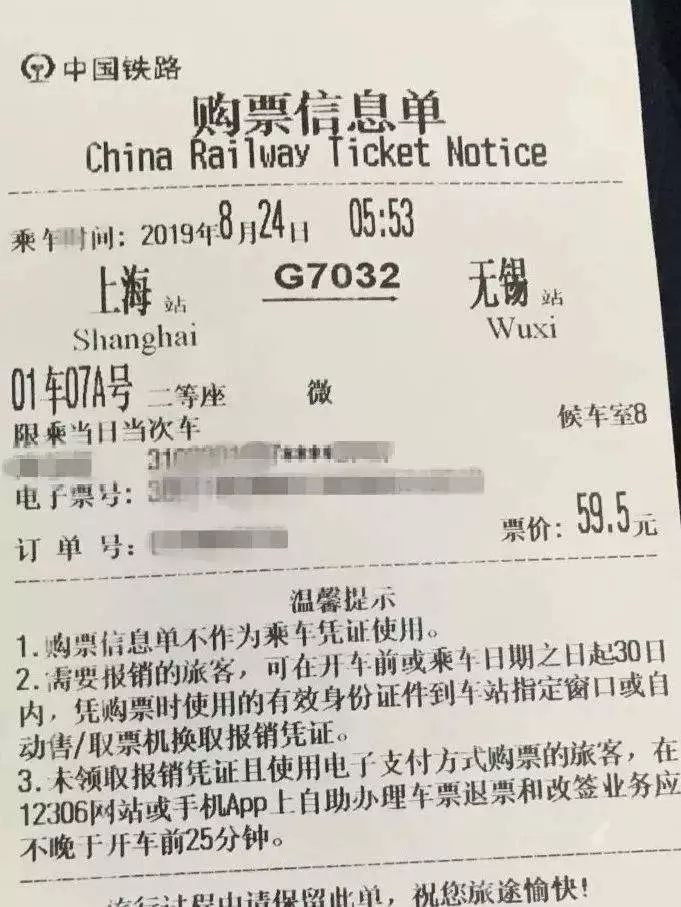 中国铁路
购票信息单
China Railway Ticket Notice
乘车时间: 2019年8月24日 05:53
上海 站 G7032 无锡 站
Shanghai Wuxi
01车07A号 二等座 微
候车室8
限乘当日当次车
电子票号:
订 单 号:
票价: 59.5元
温馨提示
1.购票信息单不作为乘车凭证使用。
2.需要报销的旅客，可在开车前或乘车日期之日起30日
内，凭购票时使用的有效身份证件到车站指定窗口或自
动售/取票机换取报销凭证。
3.未领取报销凭证且使用电子支付方式购票的旅客，在
12306网站或手机App上自助办理车票退票和改签业务应
不晚于开车前25分钟。
旅行过程中请保留此单，祝您旅途愉快!